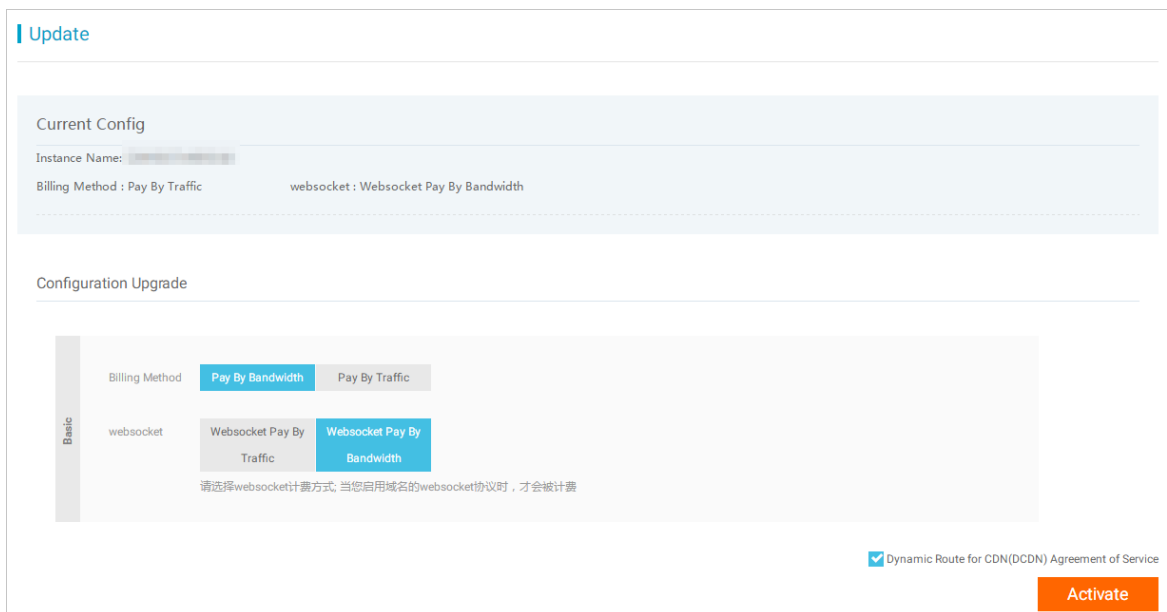 Update
Current Config
Instance Name:
Billing Method : Pay By Traffic websocket : Websocket Pay By Bandwidth
Configuration Upgrade
Basic
Billing Method Pay By Bandwidth Pay By Traffic
websocket Websocket Pay By Traffic Websocket Pay By Bandwidth
请选择websocket计费方式; 当您启用域名的websocket协议时，才会被计费
Dynamic Route for CDN(DCDN) Agreement of Service
Activate